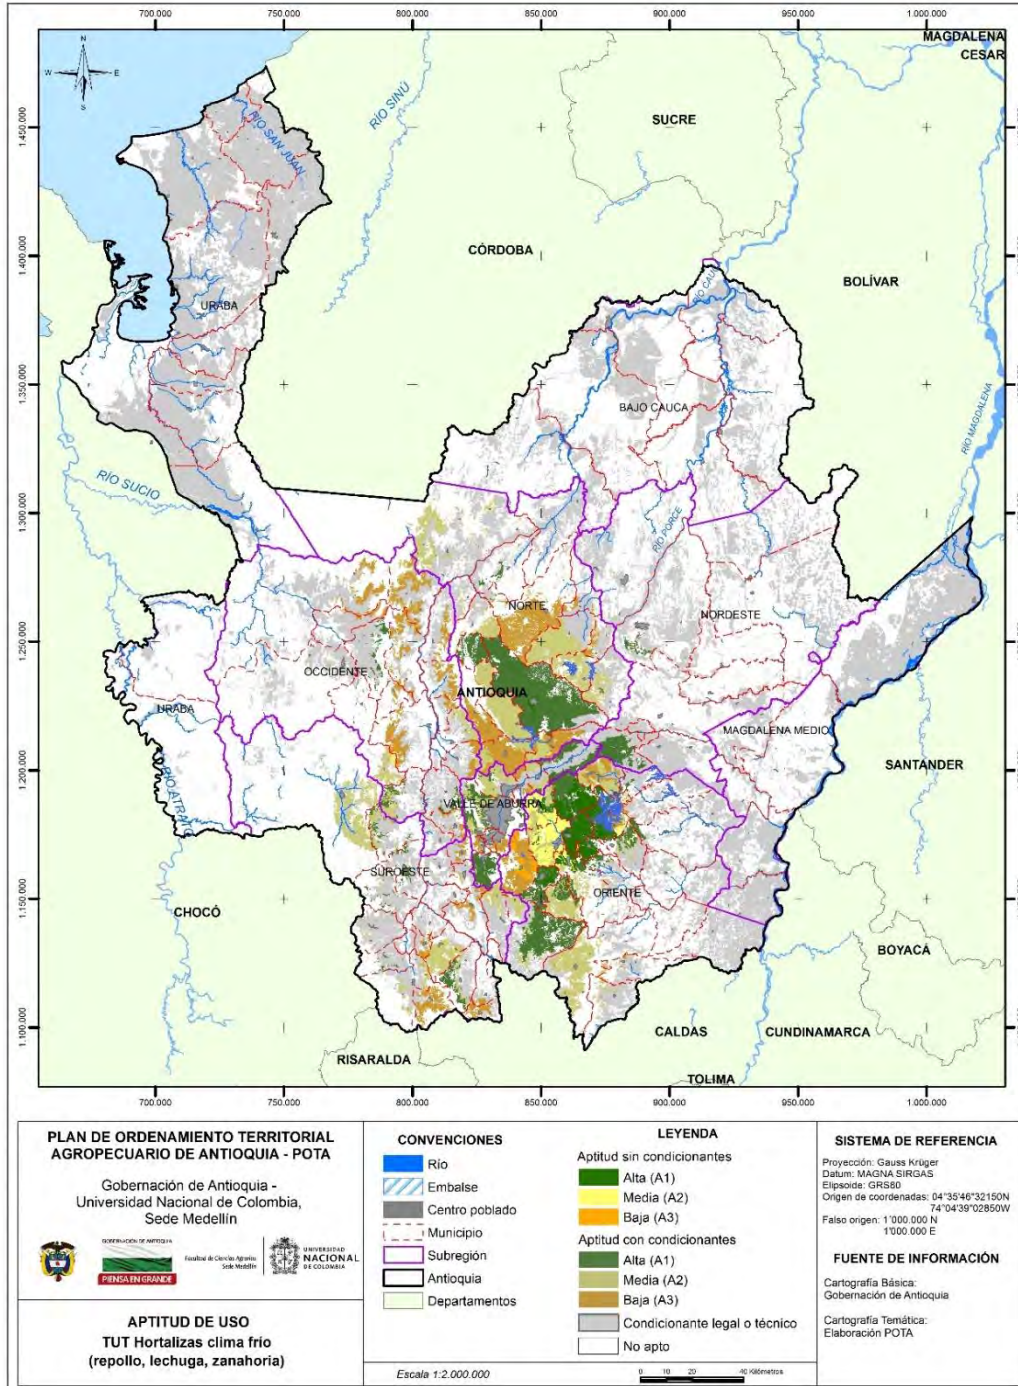 700.000 750.000 800.000 850.000 900.000 950.000 1.000.000
MAGDALENA
CESAR
N
W E
S
1.450.000
RÍO SAN JUAN
RÍO SINÚ
SUCRE
1.400.000
CÓRDOBA
BOLÍVAR
RÍO CAUCA
URABA
1.350.000
BAJO CAUCA
RÍO MAGDALENA
RÍO SUCIO
1.300.000
RÍO PORCE
NORTE
NORDESTE
1.250.000
OCCIDENTE
ANTIOQUIA
URABA
MAGDALENA MEDIO
1.200.000
SANTANDER
RÍO ATRATO
VALLE DE ABURRA
SUROESTE
ORIENTE
1.150.000
CHOCÓ
BOYACÁ
1.100.000
CALDAS
CUNDINAMARCA
RISARALDA
TOLIMA
700.000 750.000 800.000 850.000 900.000 950.000 1.000.000
PLAN DE ORDENAMIENTO TERRITORIAL
AGROPECUARIO DE ANTIOQUIA - POTA
Gobernación de Antioquia -
Universidad Nacional de Colombia,
Sede Medellín
GOBERNACIÓN DE ANTIOQUIA
PIENSA EN GRANDE
Facultad de Ciencias Agrarias
Sede Medellín
UNIVERSIDAD
NACIONAL
DE COLOMBIA
APTITUD DE USO
TUT Hortalizas clima frío
(repollo, lechuga, zanahoria)
CONVENCIONES
Río
Embalse
Centro poblado
Municipio
Subregión
Antioquia
Departamentos
LEYENDA
Aptitud sin condicionantes
Alta (A1)
Media (A2)
Baja (A3)
Aptitud con condicionantes
Alta (A1)
Media (A2)
Baja (A3)
Condicionante legal o técnico
No apto
Escala 1:2.000.000
0 10 20 40 Kilómetros
SISTEMA DE REFERENCIA
Proyección: Gauss Krüger
Datum: MAGNA SIRGAS
Elipsoide: GRS80
Origen de coordenadas: 04°35'46"32150N
74°04'39"02850W
Falso origen: 1'000.000 N
1'000.000 E
FUENTE DE INFORMACIÓN
Cartografía Básica:
Gobernación de Antioquia
Cartografía Temática:
Elaboración POTA